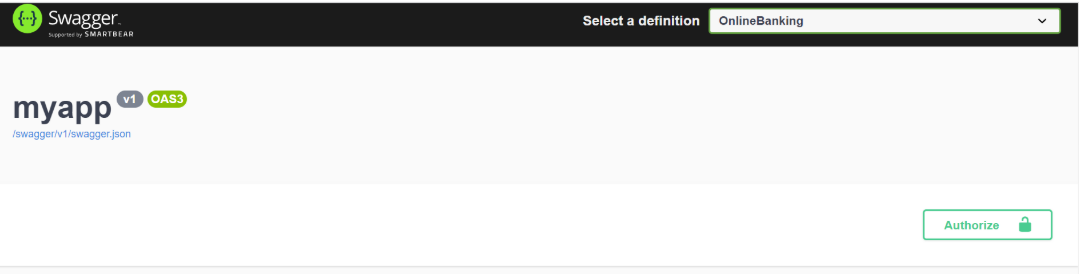 {···} Swagger.
Supported by SMARTBEAR
Select a definition
OnlineBanking
myapp v1 OAS3
/swagger/v1/swagger.json
Authorize